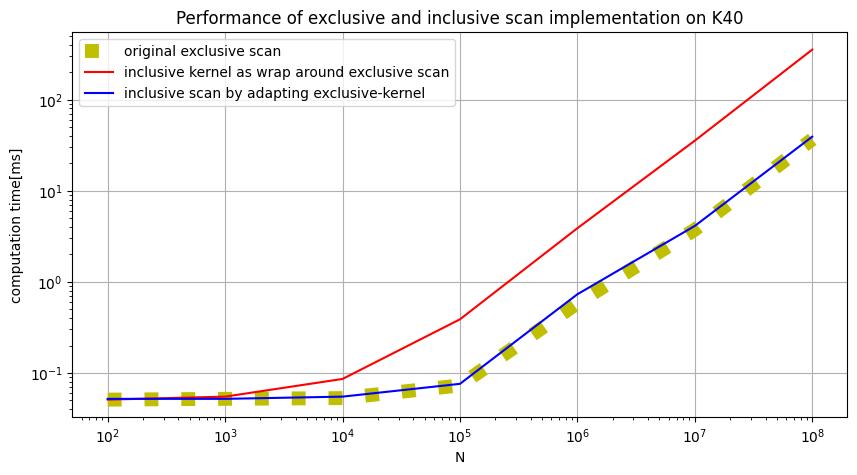 Performance of exclusive and inclusive scan implementation on K40
original exclusive scan
inclusive kernel as wrap around exclusive scan
inclusive scan by adapting exclusive-kernel
computation time[ms]
10²
10¹
10⁰
10⁻¹
10² 10³ 10⁴ 10⁵ 10⁶ 10⁷ 10⁸
N